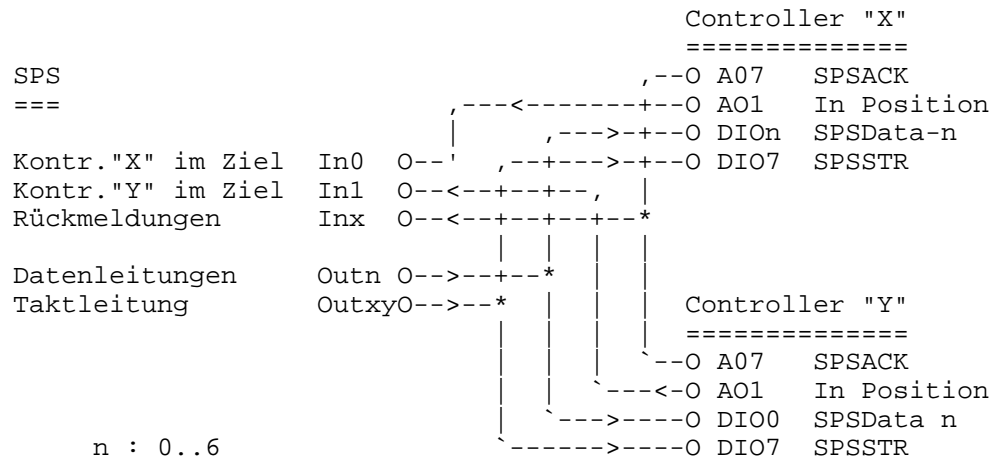 Controller "X"
==============
SPS ,--O A07 SPSACK
=== ,---<-------+--O AO1 In Position
| ,--->-+--O DIOn SPSData-n
Kontr."X" im Ziel In0 O--' ,--+--->-+--O DIO7 SPSSTR
Kontr."Y" im Ziel In1 O--<--+--+--, |
Rückmeldungen Inx O--<--+--+--+--*
| | | |
Datenleitungen Outn O-->--+--* | |
Taktleitung OutxyO-->--* | | | Controller "Y"
| | | | ==============
| | | `--O A07 SPSACK
| | `---<-O AO1 In Position
| `--->----O DIO0 SPSData n
n : 0..6 `------>----O DIO7 SPSSTR